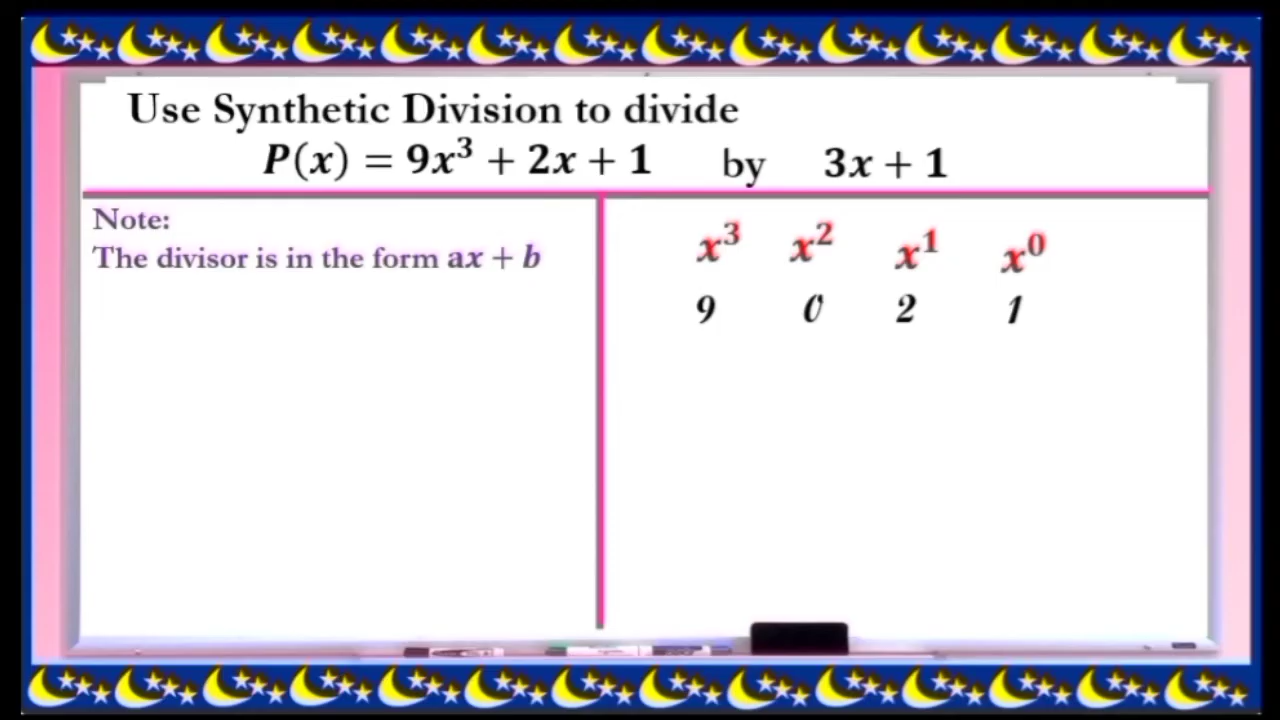 Use Synthetic Division to divide
P(x) = 9x³ + 2x + 1 by 3x + 1
Note:
The divisor is in the form ax + b
x³ x² x¹ x⁰
9 0 2 1